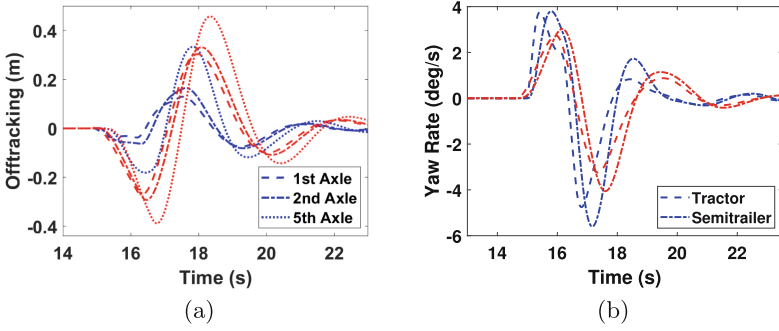 Offtracking (m)
0.4
0.2
0
-0.2
-0.4
1st Axle
2nd Axle
5th Axle
14 16 18 20 22
Time (s)
(a)
Yaw Rate (deg/s)
4
2
0
-2
-4
-6
Tractor
Semitrailer
14 16 18 20 22
Time (s)
(b)